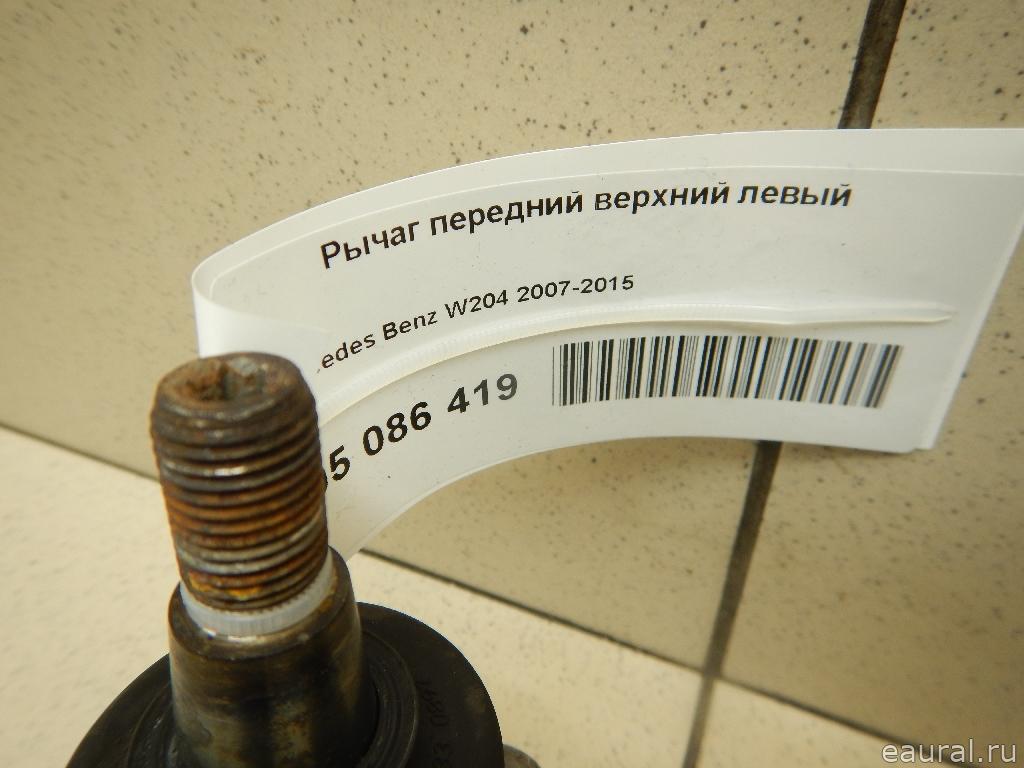 Рычаг передний верхний левый
edes Benz W204 2007-2015
5 086 419
eaural.ru